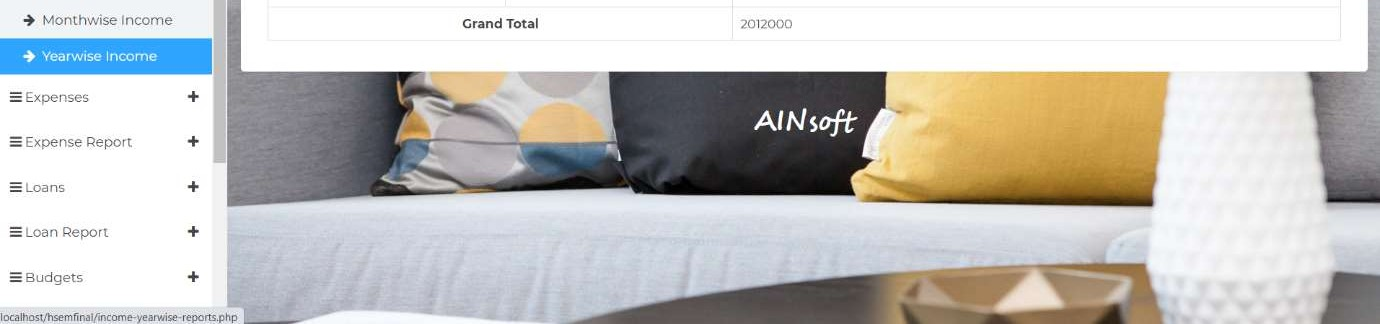 Monthwise Income
Yearwise Income
Expenses
Expense Report
Loans
Loan Report
Budgets
localhost/hsemfinal/income-yearwise-reports.php
Grand Total 2012000
AINsoft